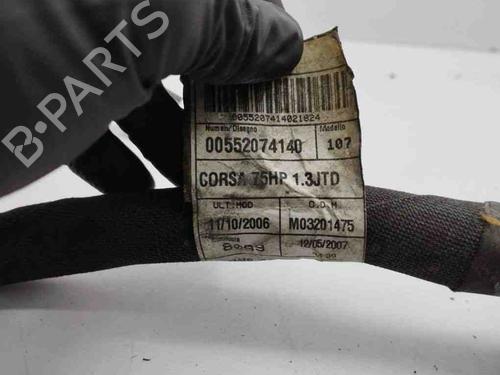 0055207414021824
Numero/Disegno Modello
00552074140 107
CORSA 75HP 1.3JTD
ULT.MOD O.D.M
11/10/2006 M03201475
12/05/2007
B-PARTS